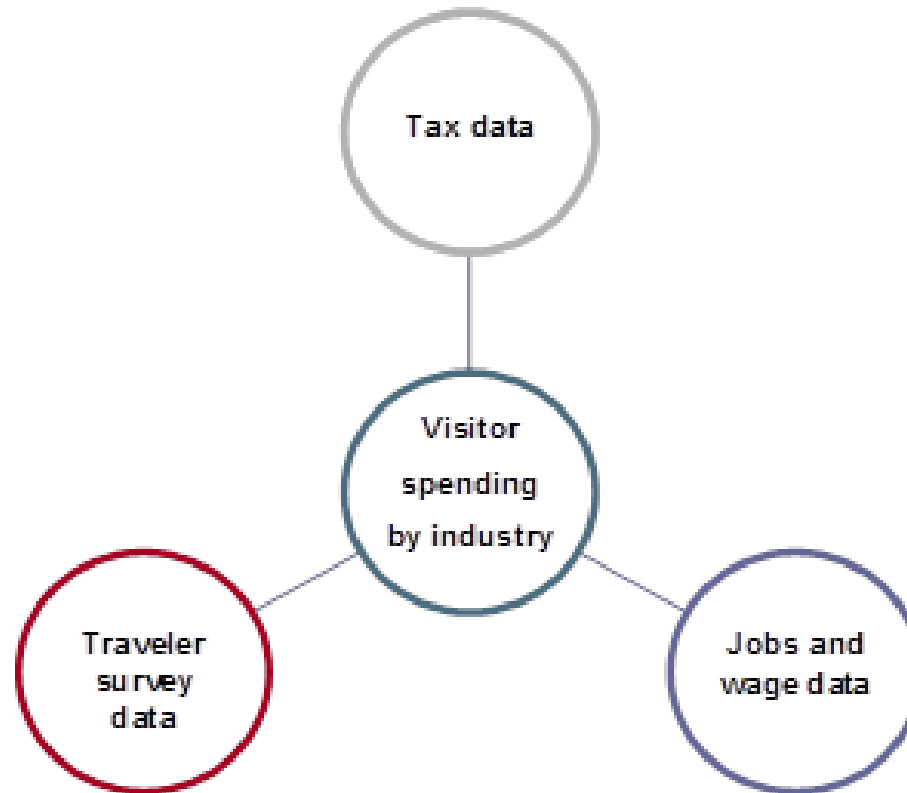 Tax data
Visitor
spending
by industry
Traveler
survey
data
Jobs and
wage data